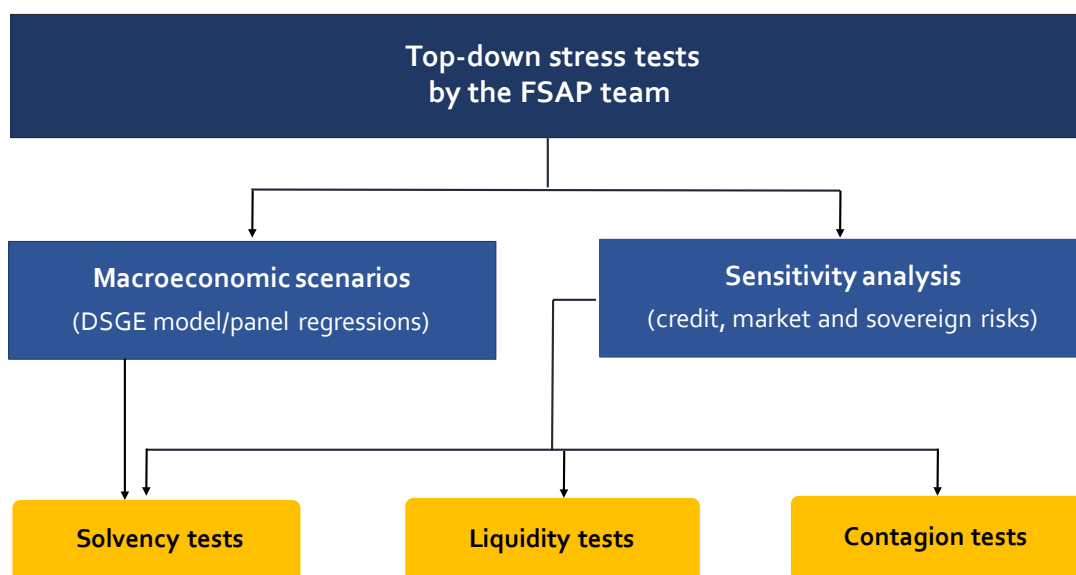 Top-down stress tests
by the FSAP team
Macroeconomic scenarios
(DSGE model/panel regressions)
Sensitivity analysis
(credit, market and sovereign risks)
Solvency tests
Liquidity tests
Contagion tests